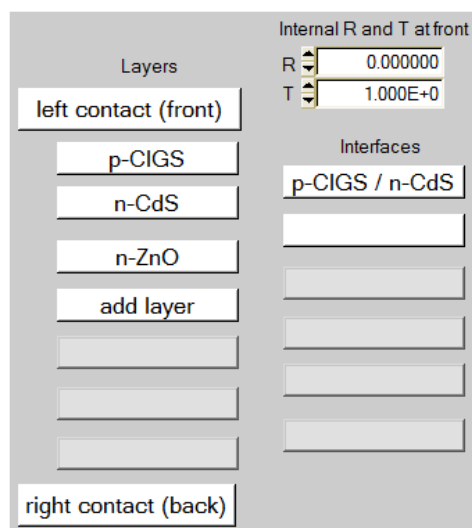 Internal R and T at front
R 0.000000
T 1.000E+0
Layers
left contact (front)
p-CIGS
n-CdS
n-ZnO
add layer
right contact (back)
Interfaces
p-CIGS / n-CdS